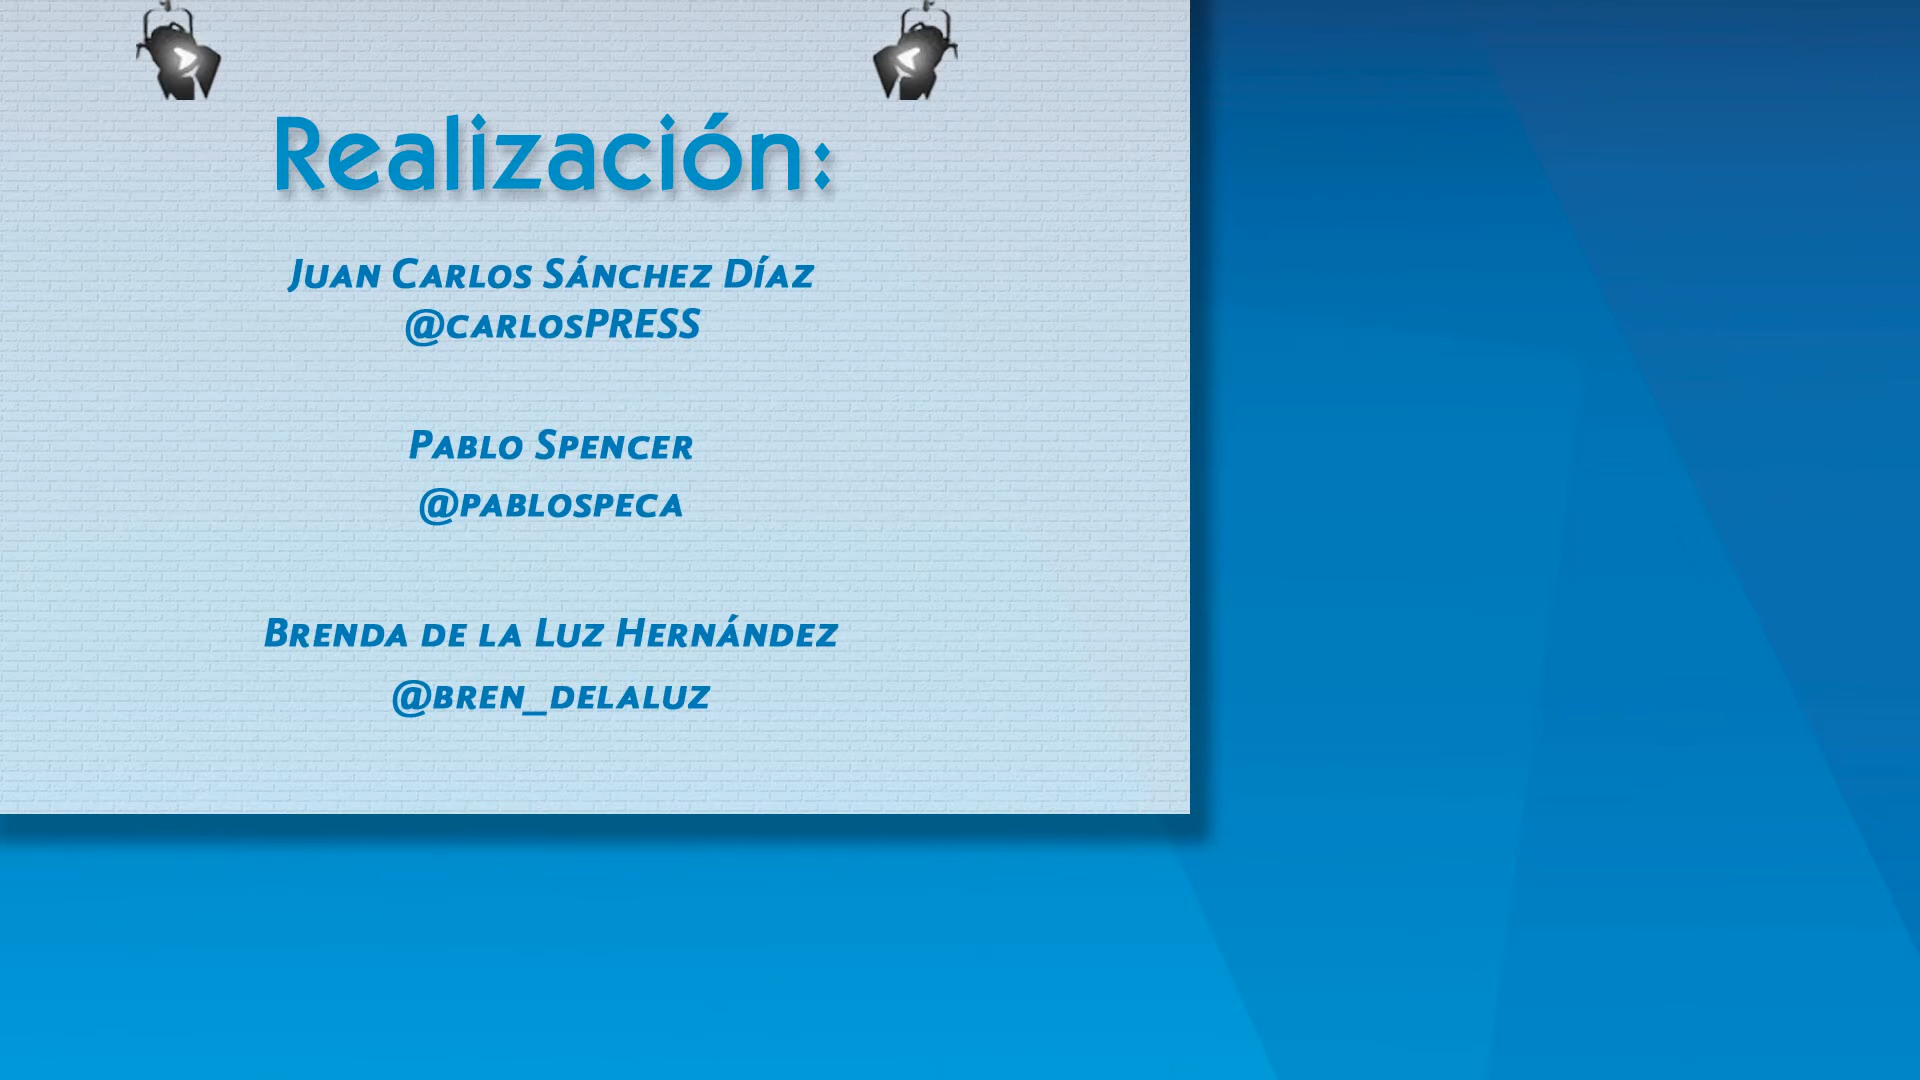 Realización:
Juan Carlos Sánchez Díaz
@carlosPRESS
Pablo Spencer
@pablospeca
Brenda de la Luz Hernández
@bren_delaluz